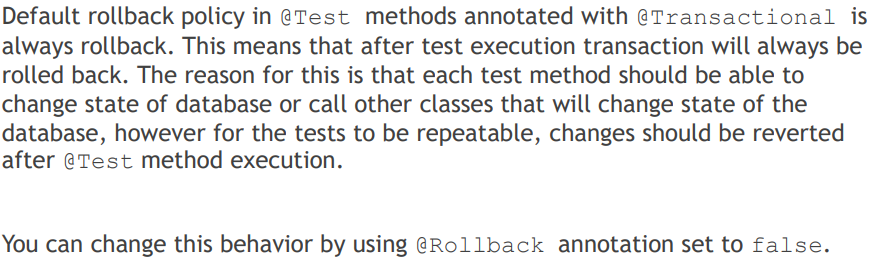 Default rollback policy in @Test methods annotated with @Transactional is
always rollback. This means that after test execution transaction will always be
rolled back. The reason for this is that each test method should be able to
change state of database or call other classes that will change state of the
database, however for the tests to be repeatable, changes should be reverted
after @Test method execution.
You can change this behavior by using @Rollback annotation set to false.